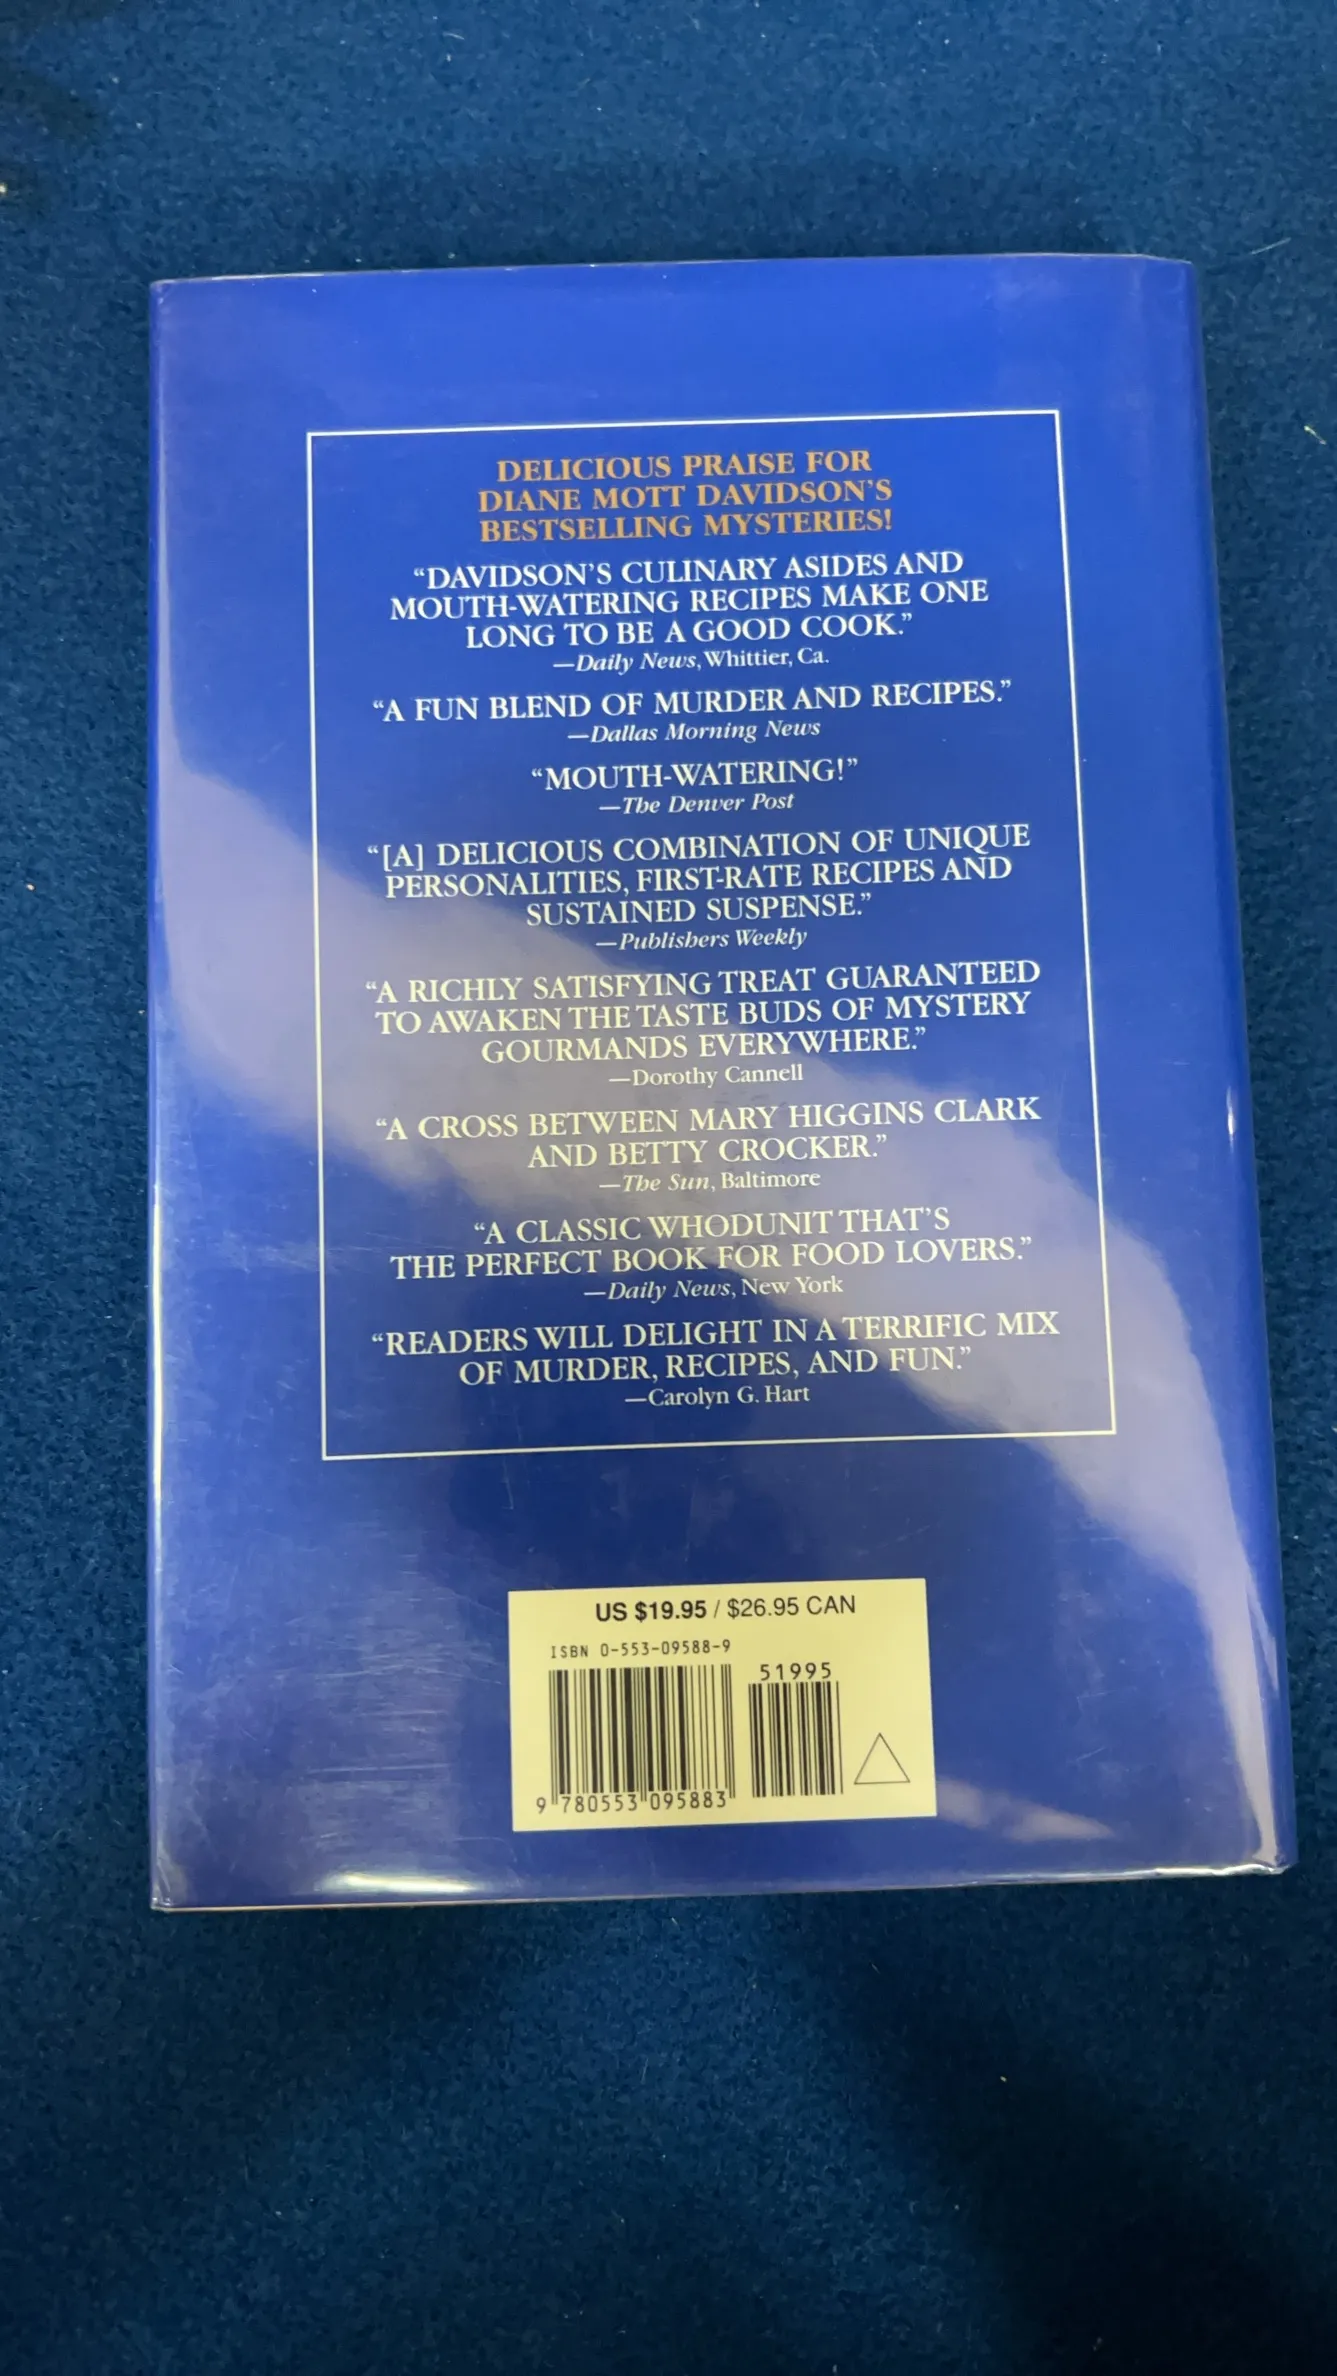 DELICIOUS PRAISE FOR
DIANE MOTT DAVIDSON'S
BESTSELLING MYSTERIES!
“DAVIDSON'S CULINARY ASIDES AND
MOUTH-WATERING RECIPES MAKE ONE
LONG TO BE A GOOD COOK.”
—Daily News, Whittier, Ca.
“A FUN BLEND OF MURDER AND RECIPES.”
—Dallas Morning News
“MOUTH-WATERING!”
—The Denver Post
“[A] DELICIOUS COMBINATION OF UNIQUE
PERSONALITIES, FIRST-RATE RECIPES AND
SUSTAINED SUSPENSE.”
—Publishers Weekly
“A RICHLY SATISFYING TREAT GUARANTEED
TO AWAKEN THE TASTE BUDS OF MYSTERY
GOURMANDS EVERYWHERE.”
—Dorothy Cannell
“A CROSS BETWEEN MARY HIGGINS CLARK
AND BETTY CROCKER.”
—The Sun, Baltimore
“A CLASSIC WHODUNIT THAT'S
THE PERFECT BOOK FOR FOOD LOVERS.”
—Daily News, New York
“READERS WILL DELIGHT IN A TERRIFIC MIX
OF MURDER, RECIPES, AND FUN.”
—Carolyn G. Hart
US $19.95 / $26.95 CAN
ISBN 0-553-09588-9
51995
9 780553 095883